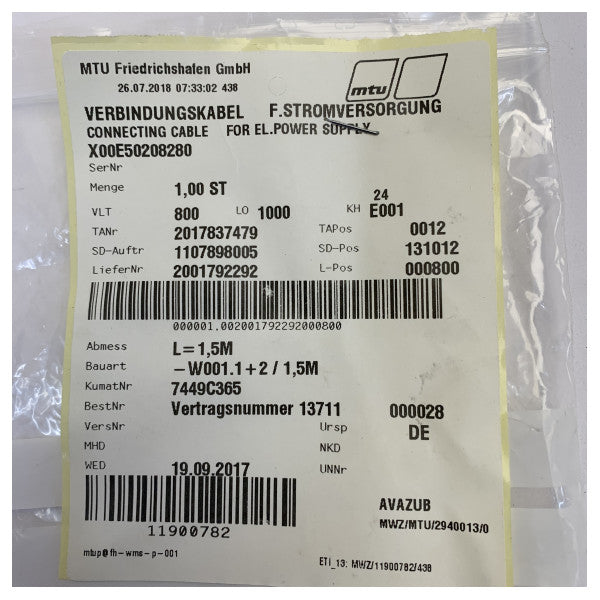 MTU Friedrichshafen GmbH
mtu
26.07.2018 07:33:02 438
VERBINDUNGSKABEL F.STROMVERSORGUNG
CONNECTING CABLE FOR EL.POWER SUPPLY
X00E50208280
SerNr
Menge 1,00 ST
24
VLT 800 LO 1000 KH E001
TANr 2017837479 TAPos 0012
SD-Auftr 1107898005 SD-Pos 131012
LieferNr 2001792292 L-Pos 000800
000001.002001792292000800
Abmess L=1,5M
Bauart -W001.1+2 / 1,5M
KumatNr 7449C365
BestNr Vertragsnummer 13711 000028
VersNr Ursp DE
MHD NKD
WED 19.09.2017 UNNr
11900782
AVAZUB
MWZ/MTU/2940013/0
mtup@fh-wms-p-001
ETI_13: MWZ/11900782/438